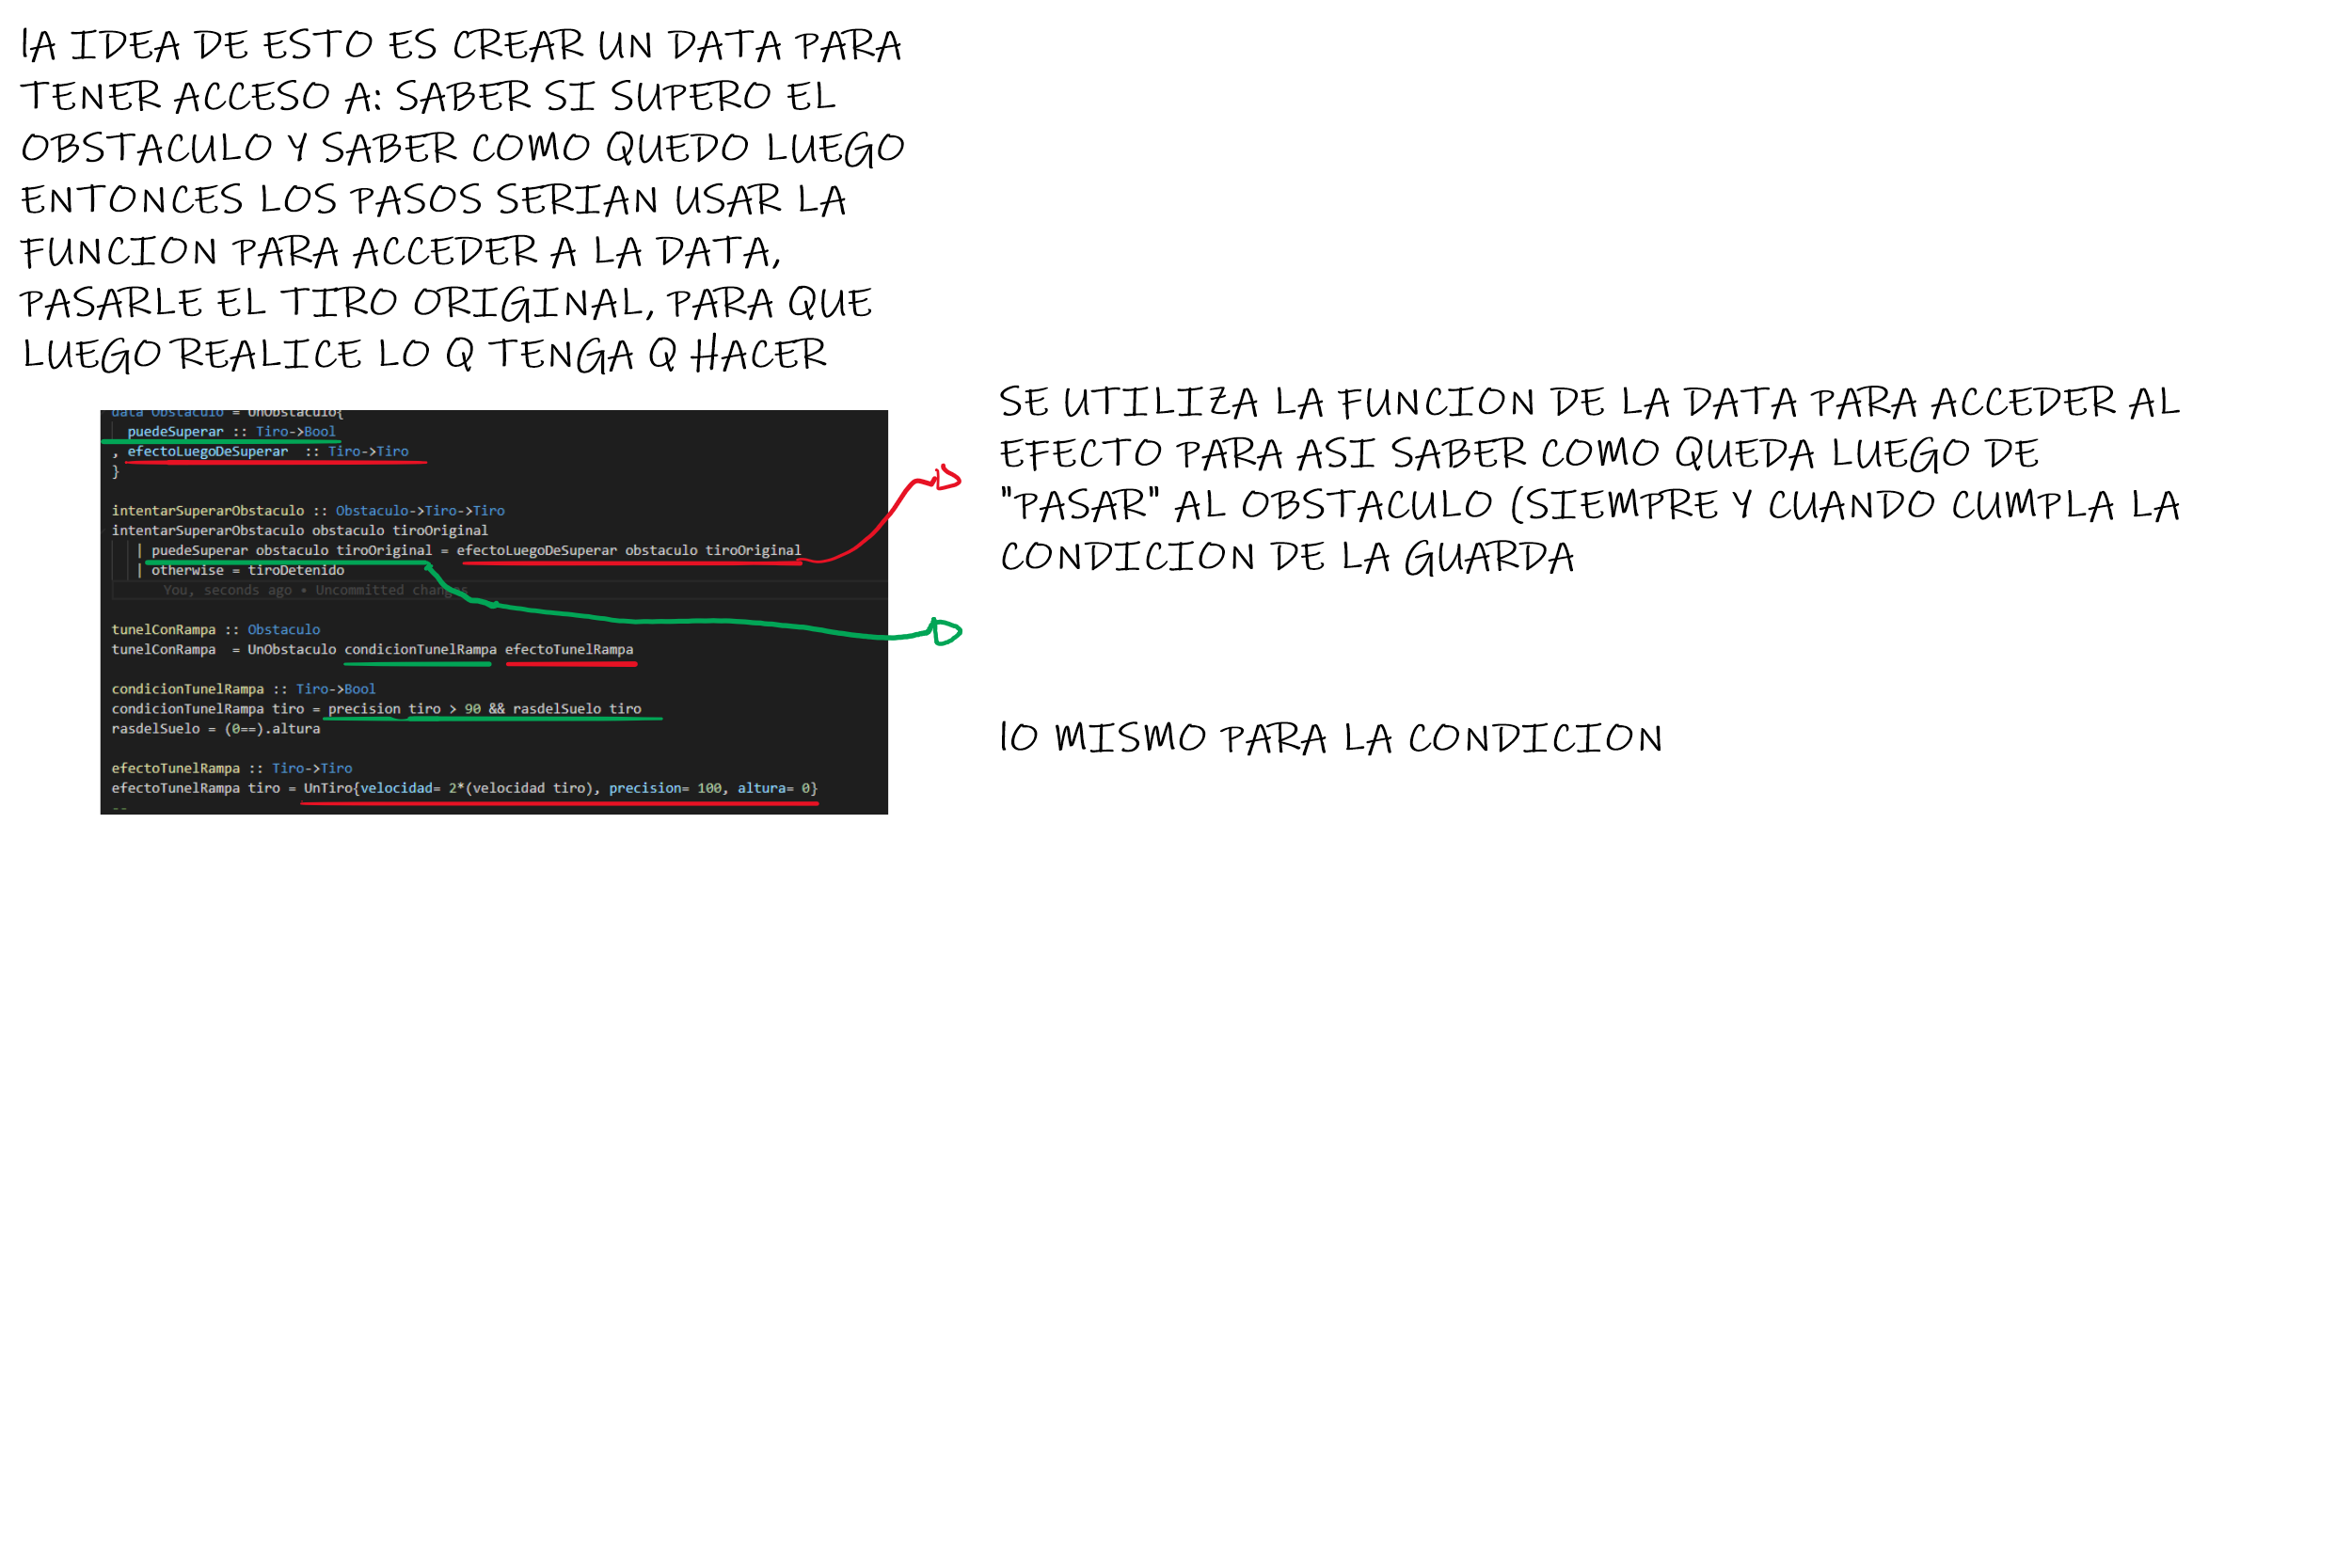 lA IDEA DE ESTO ES CREAR UN DATA PARA
TENER ACCESO A: SABER SI SUPERO EL
OBSTACULO Y SABER COMO QUEDO LUEGO
ENTONCES LOS PASOS SERIAN USAR LA
FUNCION PARA ACCEDER A LA DATA,
PASARLE EL TIRO ORIGINAL, PARA QUE
LUEGO REALICE LO Q TENGA Q HACER
data Obstaculo = UnObstaculo{
puedeSuperar :: Tiro->Bool
, efectoLuegoDeSuperar :: Tiro->Tiro
}
intentarSuperarObstaculo :: Obstaculo->Tiro->Tiro
intentarSuperarObstaculo obstaculo tiroOriginal
| puedeSuperar obstaculo tiroOriginal = efectoLuegoDeSuperar obstaculo tiroOriginal
| otherwise = tiroDetenido
You, seconds ago • Uncommitted changes
tunelConRampa :: Obstaculo
tunelConRampa = UnObstaculo condicionTunelRampa efectoTunelRampa
condicionTunelRampa :: Tiro->Bool
condicionTunelRampa tiro = precision tiro > 90 && rasdelSuelo tiro
rasdelSuelo = (0==).altura
efectoTunelRampa :: Tiro->Tiro
efectoTunelRampa tiro = UnTiro{velocidad= 2*(velocidad tiro), precision= 100, altura= 0}
--
SE UTILIZA LA FUNCION DE LA DATA PARA ACCEDER AL
EFECTO PARA ASI SABER COMO QUEDA LUEGO DE
"PASAR" AL OBSTACULO (SIEMPRE Y CUANDO CUMPLA LA
CONDICION DE LA GUARDA
lO MISMO PARA LA CONDICION